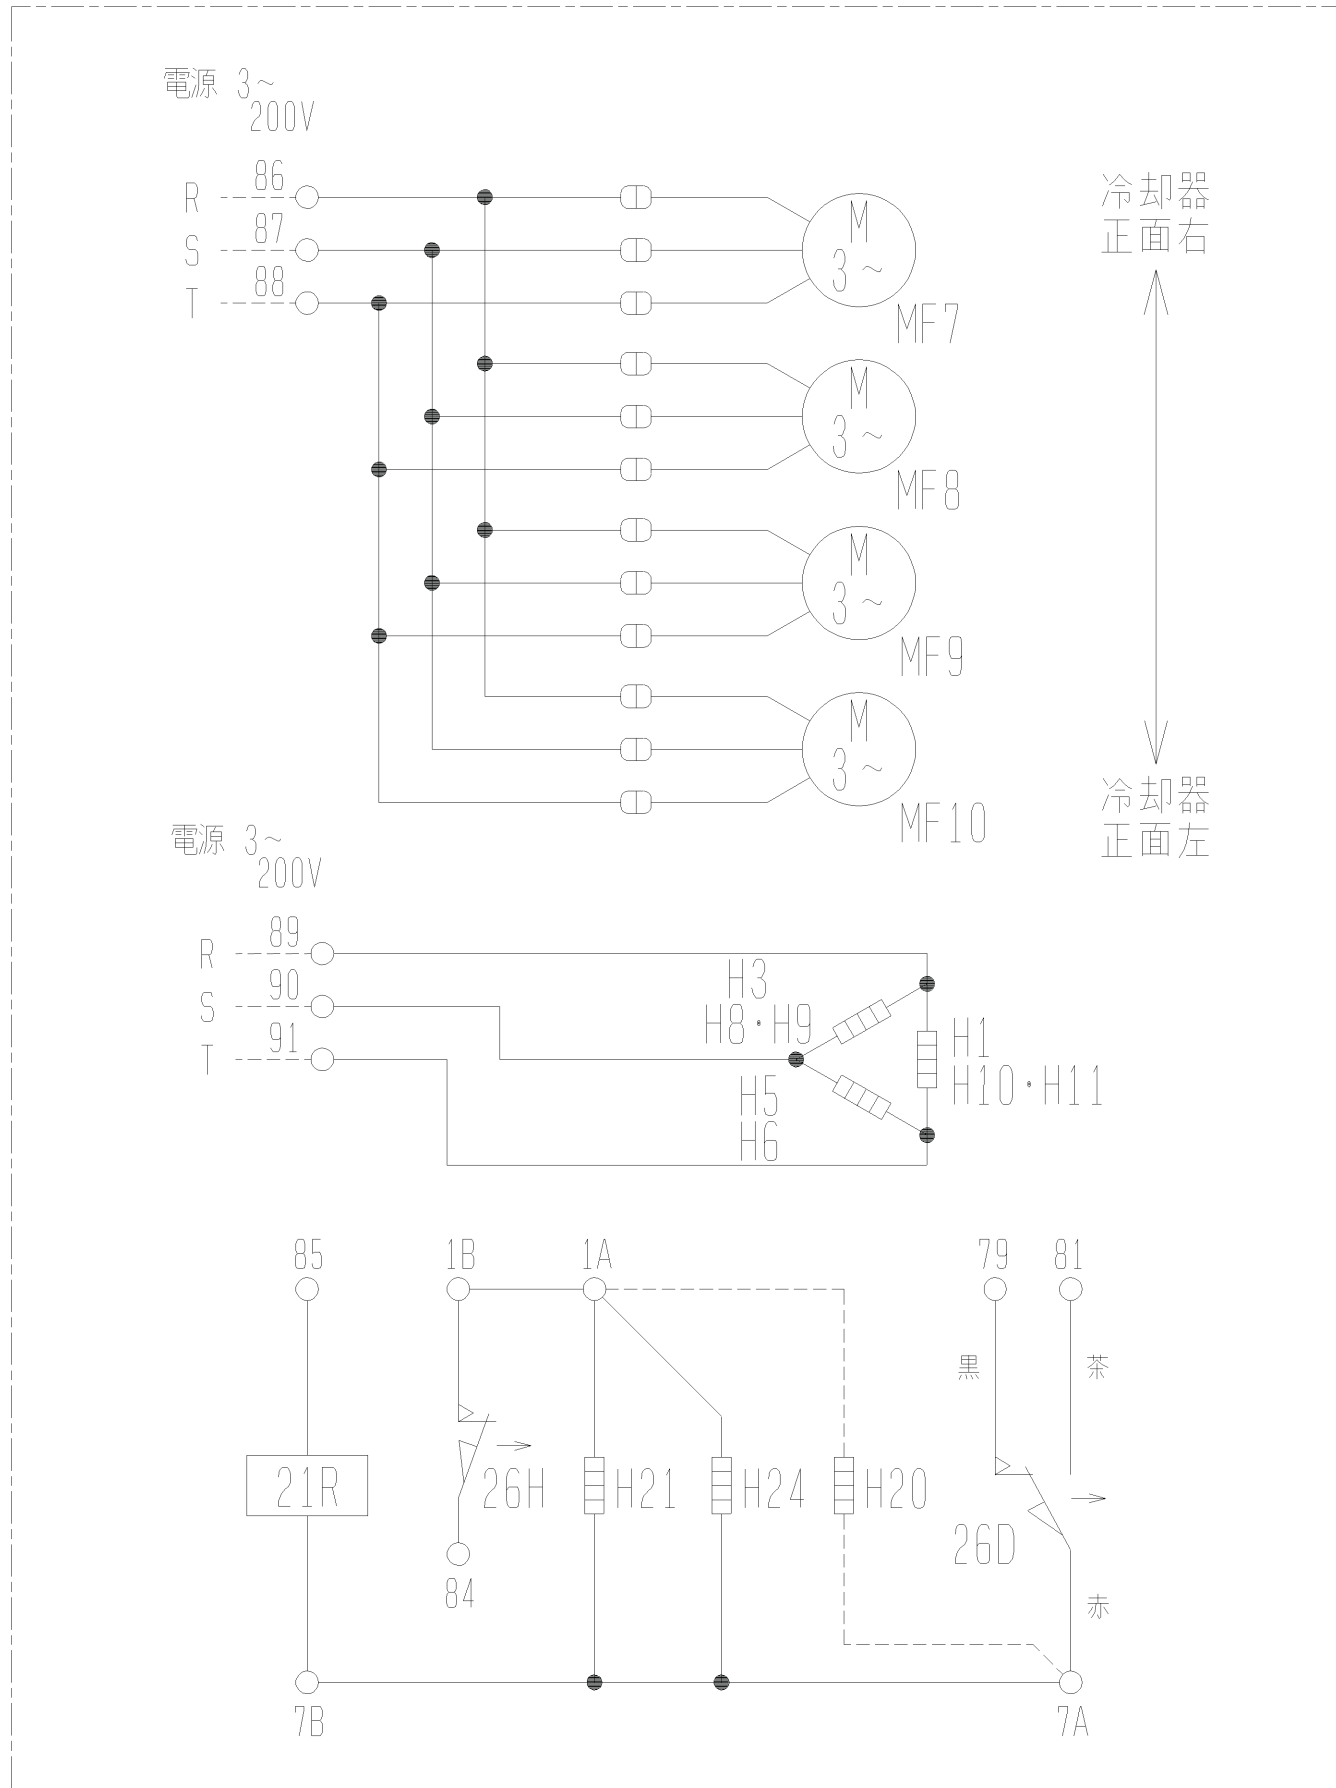 電源 3~
200V
R 86
S 87
T 88
M
3~
MF7
M
3~
MF8
M
3~
MF9
M
3~
MF10
冷却器
正面右
冷却器
正面左
電源 3~
200V
R 89
S 90
T 91
H3
H8・H9
H1
H10・H11
H5
H6
85 1B 1A 79 81
黒 茶
21R 26H H21 H24 H20 26D
84
赤
7B 7A